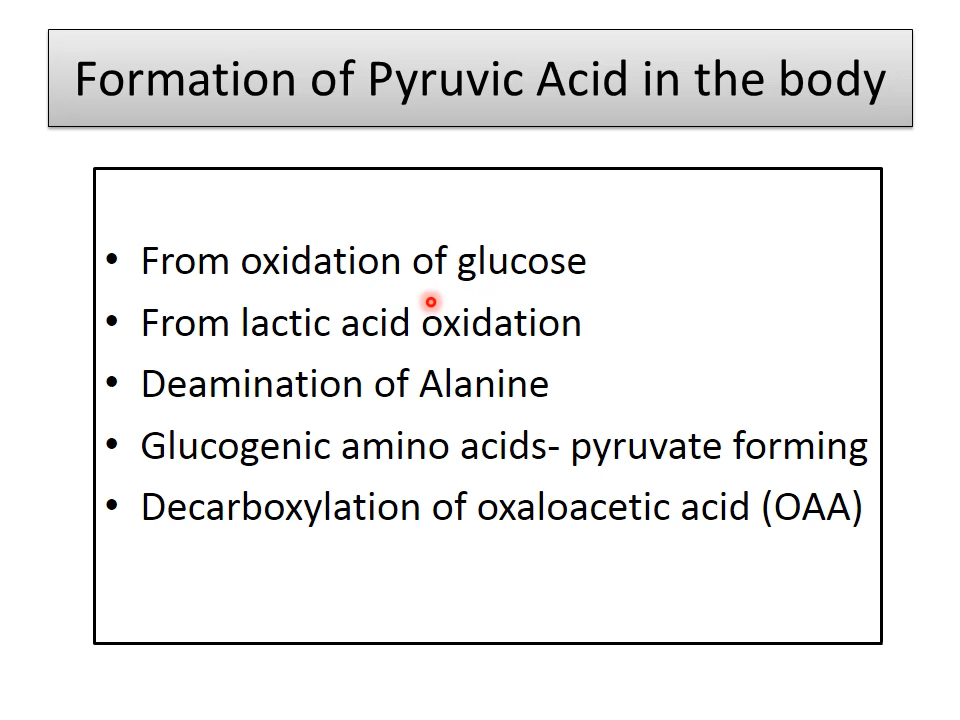 Formation of Pyruvic Acid in the body
• From oxidation of glucose
• From lactic acid oxidation
• Deamination of Alanine
• Glucogenic amino acids- pyruvate forming
• Decarboxylation of oxaloacetic acid (OAA)